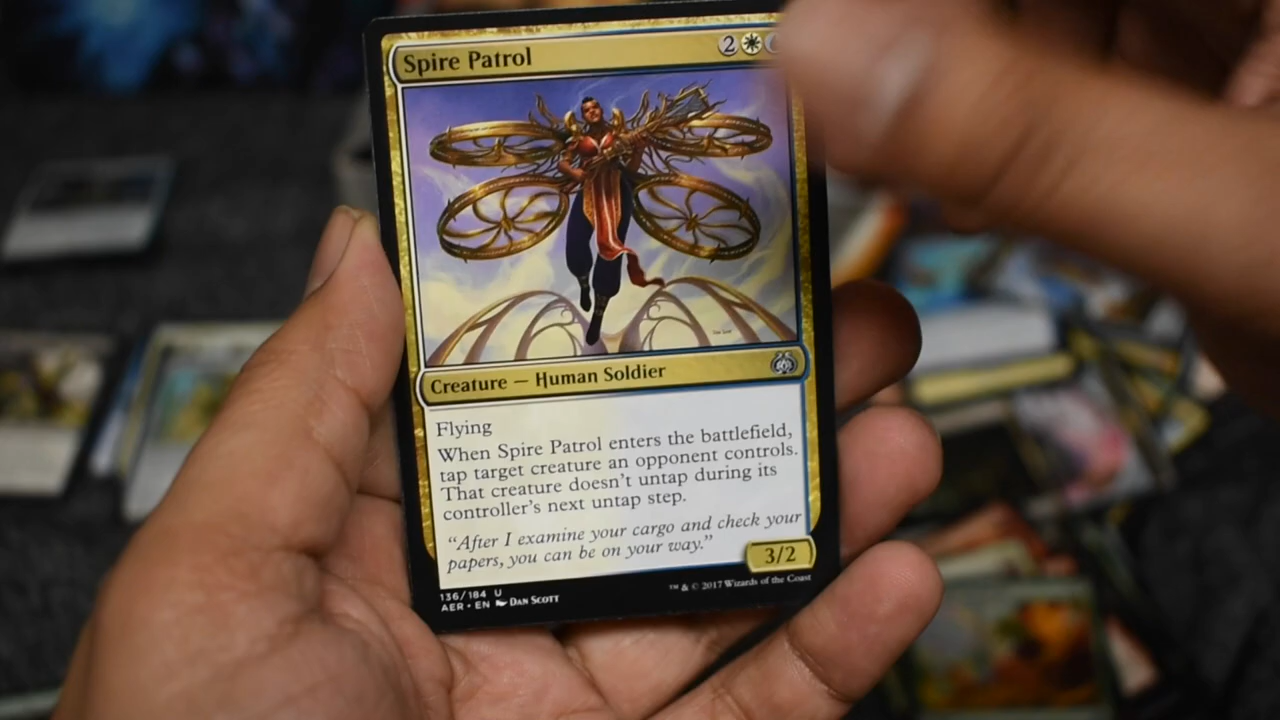 Spire Patrol 2
Creature — Human Soldier
Flying
When Spire Patrol enters the battlefield,
tap target creature an opponent controls.
That creature doesn't untap during its
controller's next untap step.
“After I examine your cargo and check your
papers, you can be on your way.”
3/2
136/184 U
AER • EN Dan Scott
™ & © 2017 Wizards of the Coast